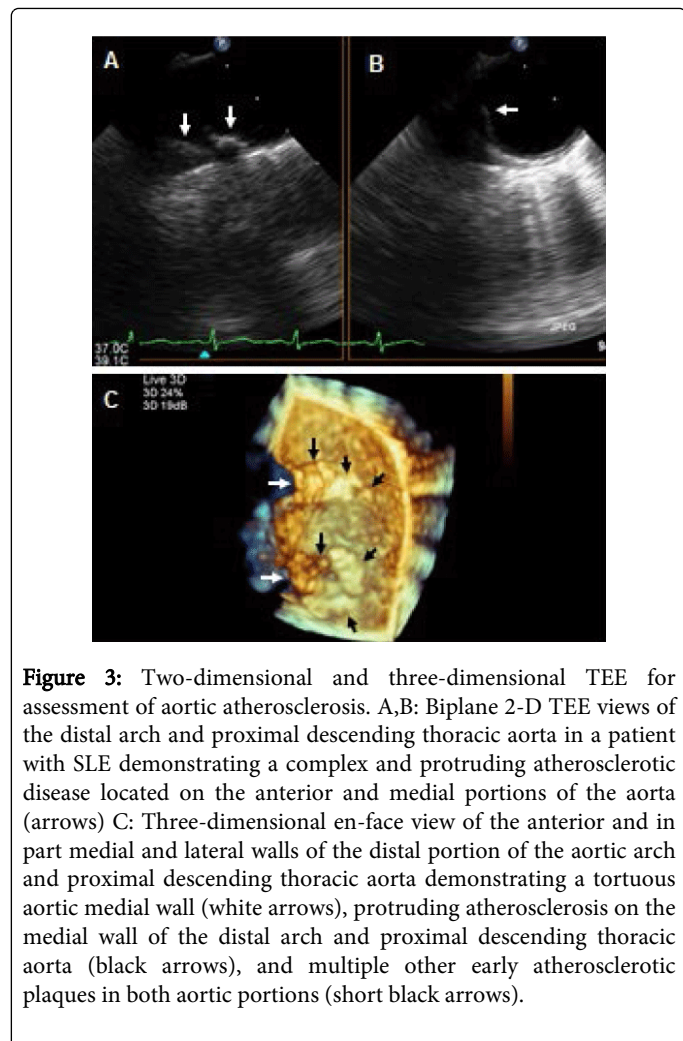 A
B
37.0C
39.1C
JPEG
9
C
Live 3D
3D 24%
3D 19dB
Figure 3: Two-dimensional and three-dimensional TEE for
assessment of aortic atherosclerosis. A,B: Biplane 2-D TEE views of
the distal arch and proximal descending thoracic aorta in a patient
with SLE demonstrating a complex and protruding atherosclerotic
disease located on the anterior and medial portions of the aorta
(arrows) C: Three-dimensional en-face view of the anterior and in
part medial and lateral walls of the distal portion of the aortic arch
and proximal descending thoracic aorta demonstrating a tortuous
aortic medial wall (white arrows), protruding atherosclerosis on the
medial wall of the distal arch and proximal descending thoracic
aorta (black arrows), and multiple other early atherosclerotic
plaques in both aortic portions (short black arrows).